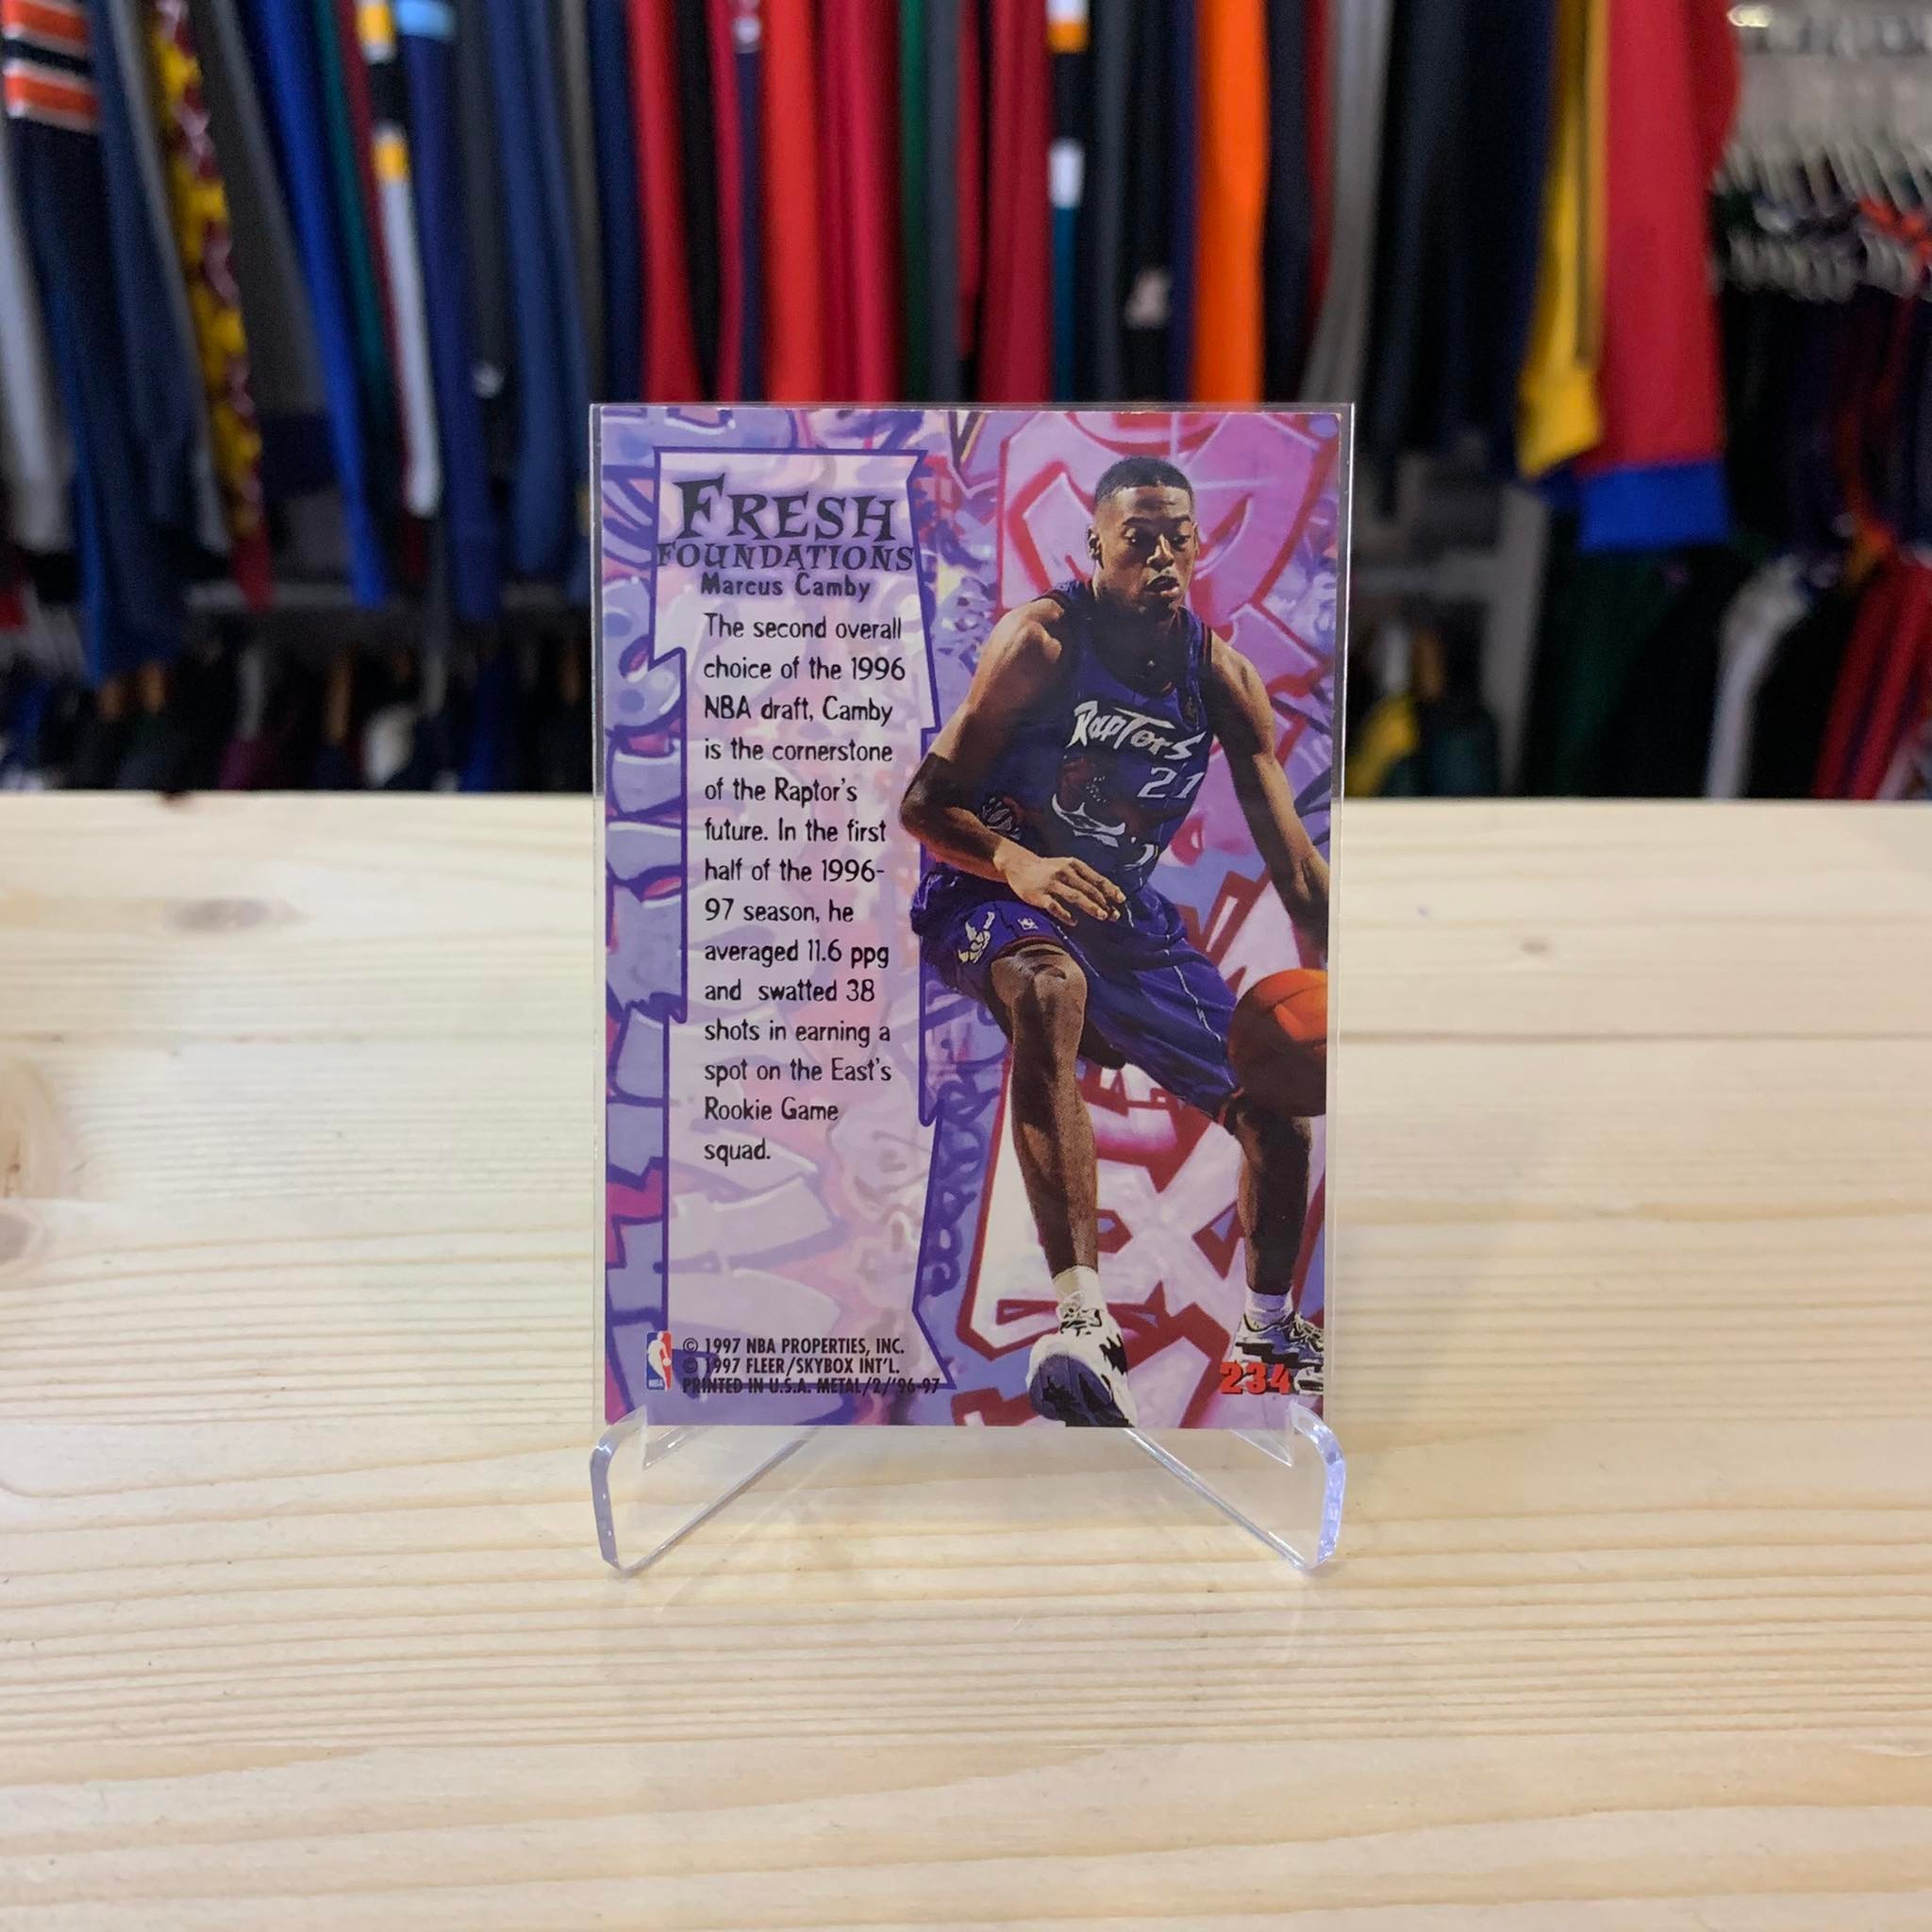 FRESH
FOUNDATIONS
Marcus Camby
The second overall
choice of the 1996
NBA draft, Camby
is the cornerstone
of the Raptor's
future. In the first
half of the 1996-
97 season, he
averaged 11.6 ppg
and swatted 38
shots in earning a
spot on the East's
Rookie Game
squad.
RAPTORS
21
NBA
© 1997 NBA PROPERTIES, INC.
© 1997 FLEER/SKYBOX INT'L.
PRINTED IN U.S.A. METAL/2/'96-97
234